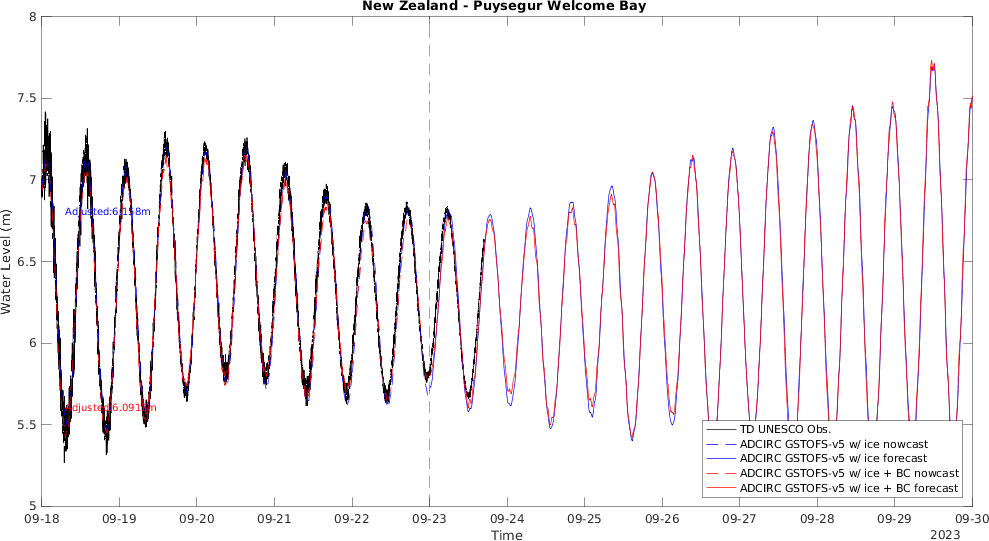 New Zealand - Puysegur Welcome Bay
8
7.5
7
6.5
6
5.5
5
Water Level (m)
Adjusted:6.158m
TD UNESCO Obs.
ADCIRC GSTOFS-v5 w/ ice nowcast
ADCIRC GSTOFS-v5 w/ ice forecast
ADCIRC GSTOFS-v5 w/ ice + BC nowcast
ADCIRC GSTOFS-v5 w/ ice + BC forecast
09-18 09-19 09-20 09-21 09-22 09-23 09-24 09-25 09-26 09-27 09-28 09-29 09-30
Time
2023